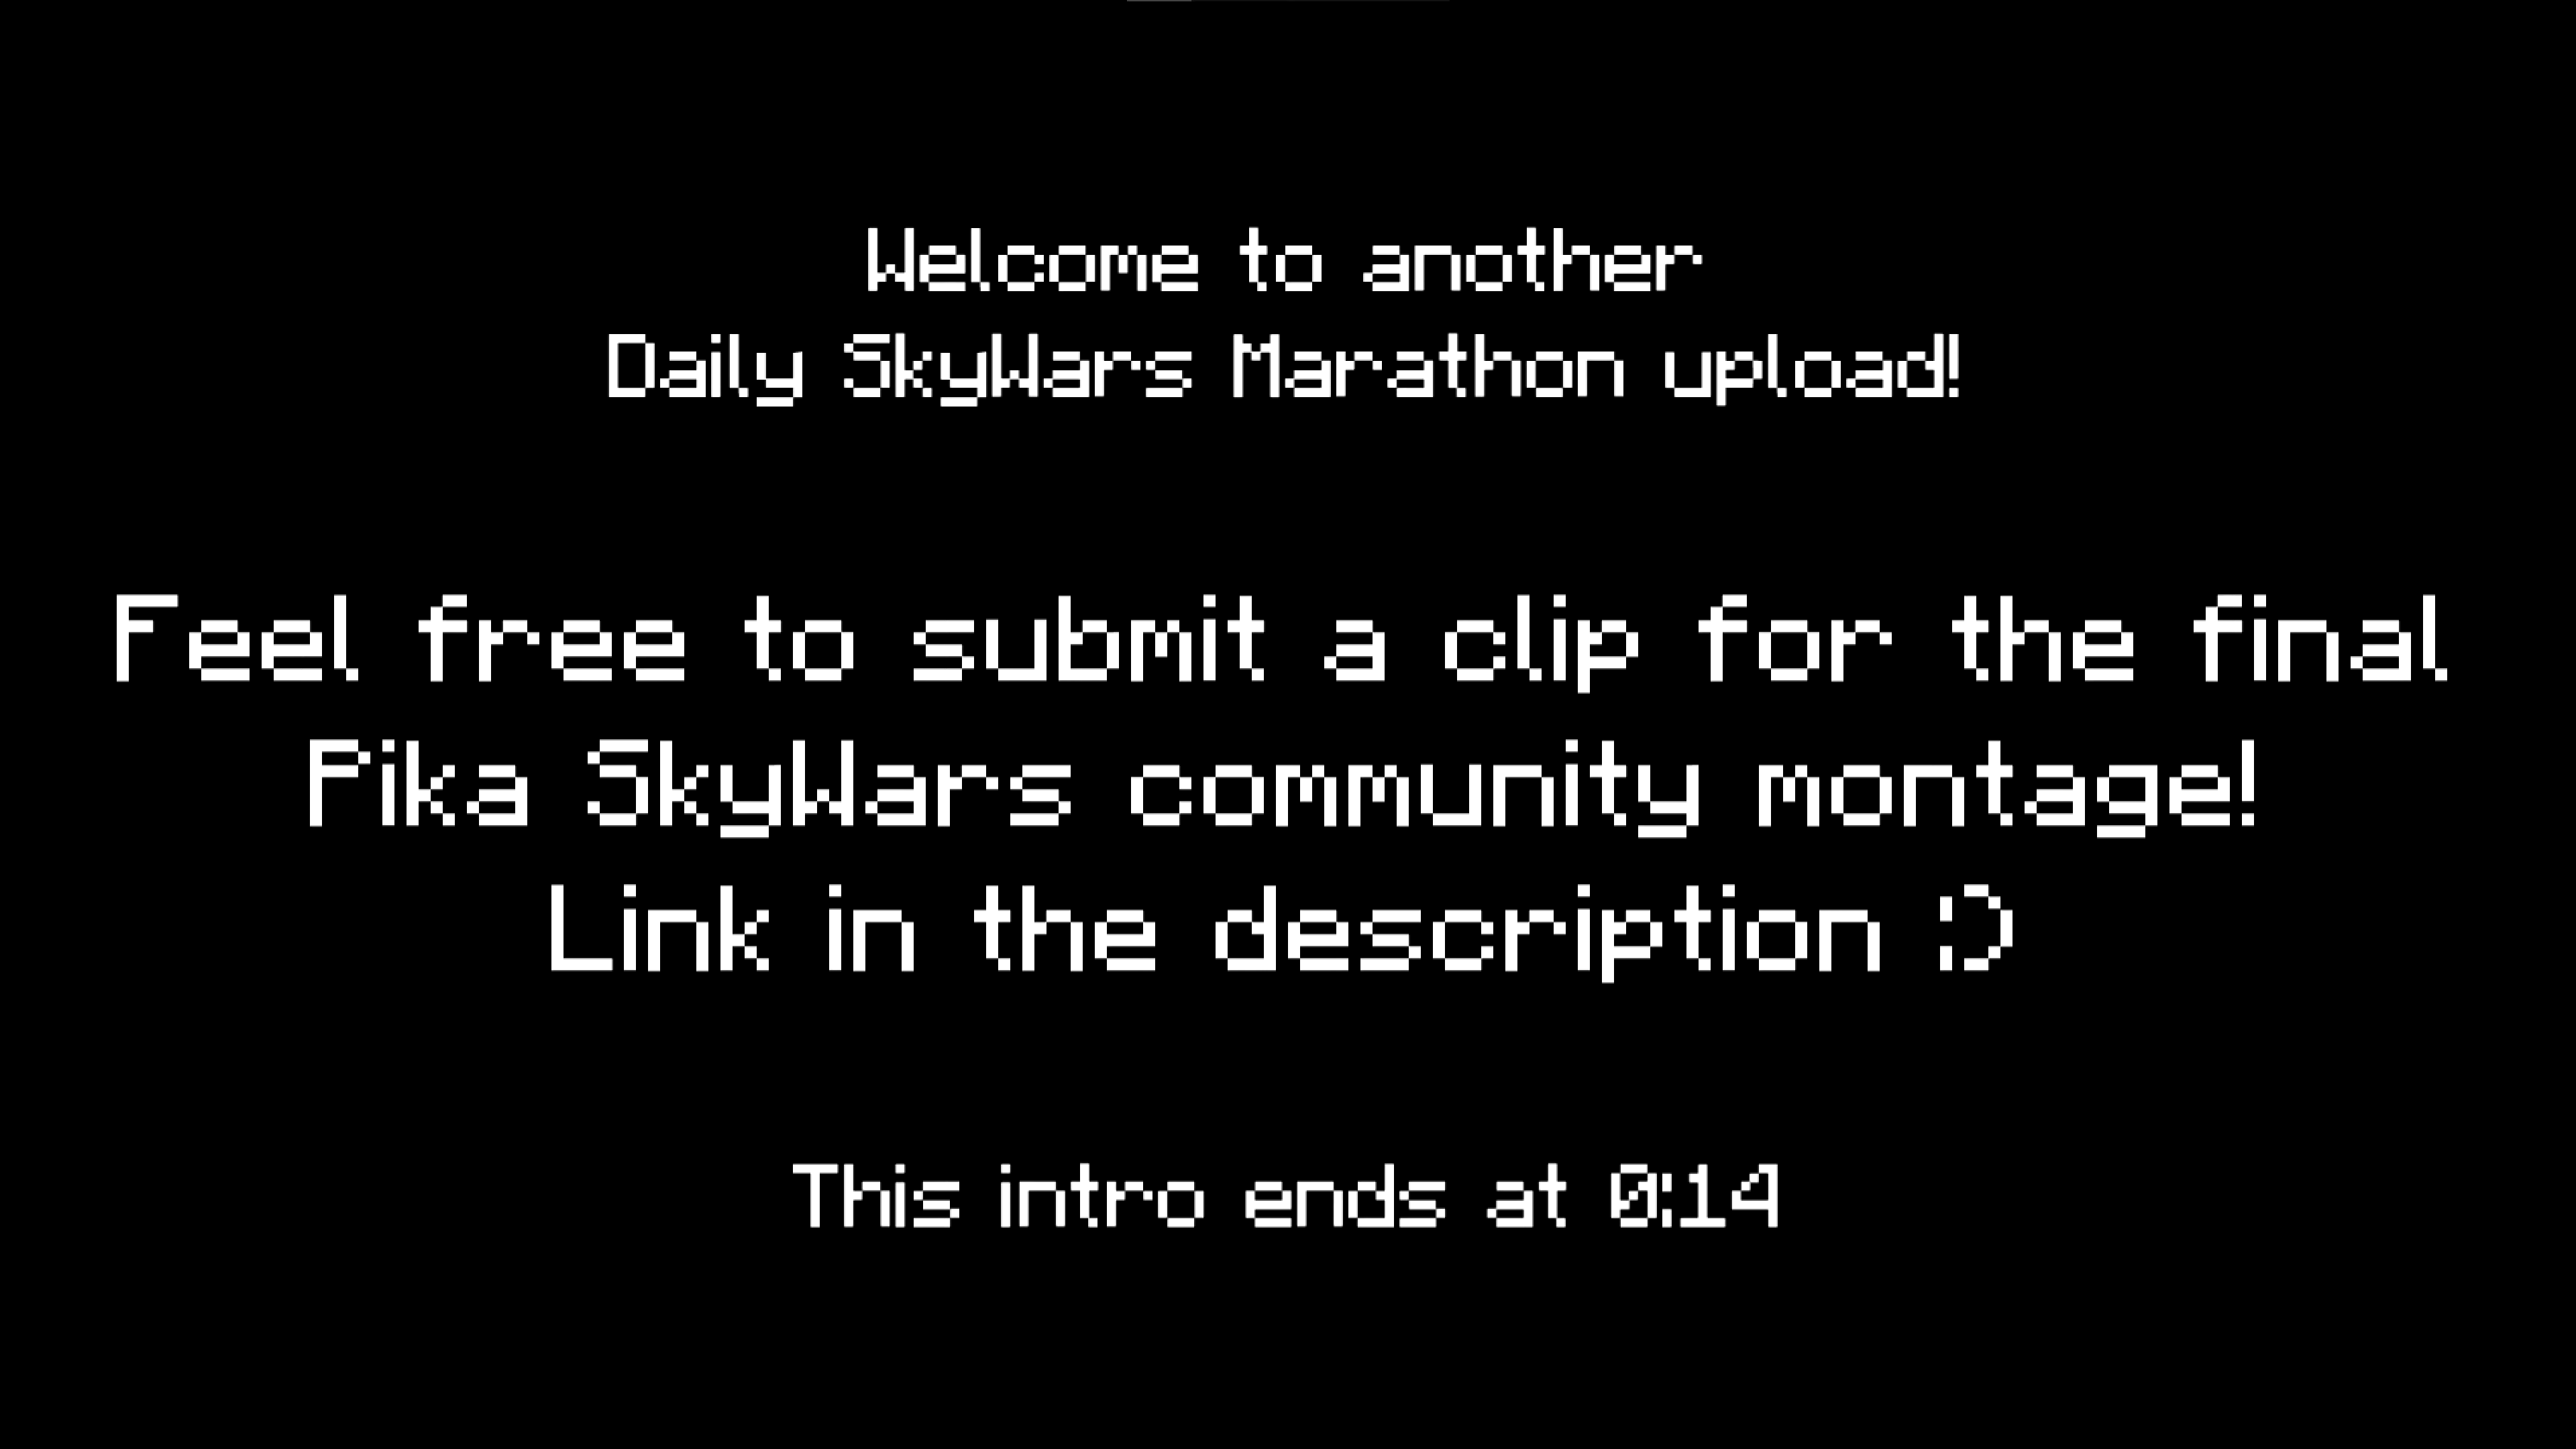 Welcome to another
Daily SkyWars Marathon upload!
Feel free to submit a clip for the final
Pika SkyWars community montage!
Link in the description :)
This intro ends at 0:14